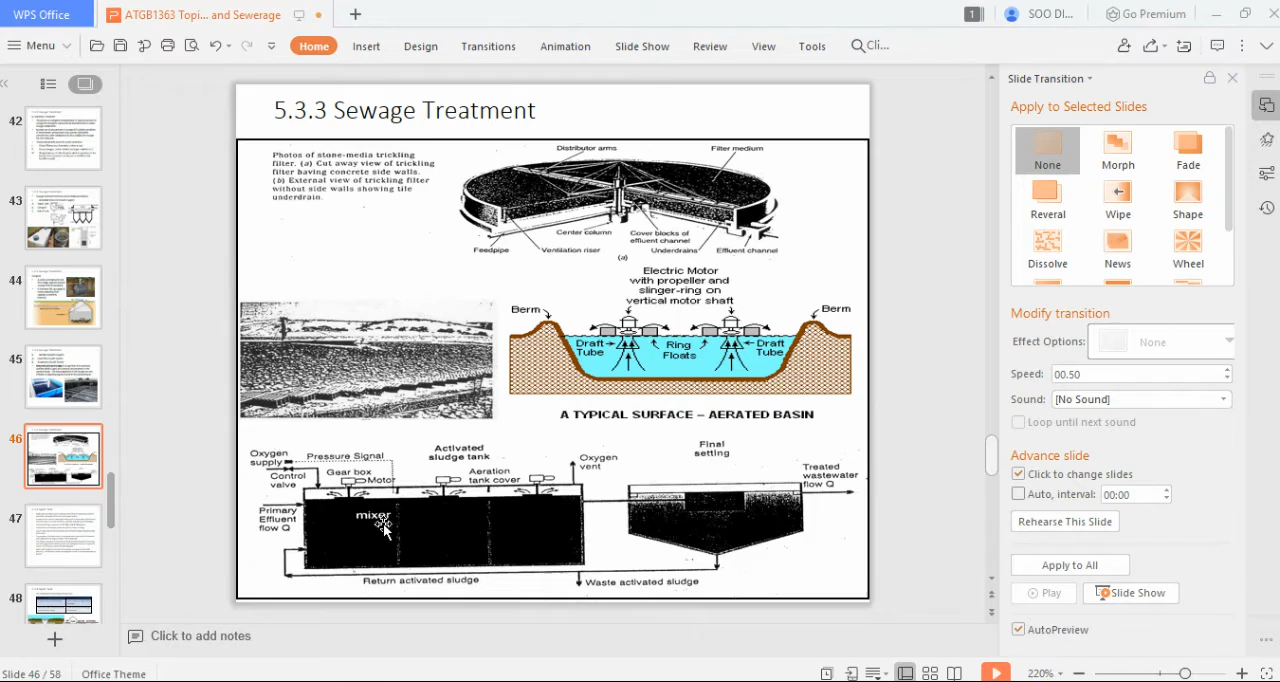 WPS Office
ATGB1363 Topi... and Sewerage
1
SOO DI...
Go Premium
Menu
Home
Insert
Design
Transitions
Animation
Slide Show
Review
View
Tools
Cli...
42
43
44
45
46
47
48
5.3.3 Sewage Treatment
Photos of stone-media trickling
filter. (a) Cut away view of trickling
filter having concrete side walls.
(b) External view of trickling filter
without side walls showing tile
underdrain.
Distributor arms
Filter medium
Center column
Cover blocks of
effluent channel
Feedpipe
Ventilation riser
Underdrains
Effluent channel
(a)
Electric Motor
with propeller and
slinger-ring on
vertical motor shaft
Berm
Berm
Draft
Tube
Ring
Floats
Draft
Tube
A TYPICAL SURFACE – AERATED BASIN
Oxygen
supply
Pressure Signal
Activated
sludge tank
Oxygen
vent
Final
setting
Control
valve
Gear box
Motor
Aeration
tank cover
Treated
wastewater
flow Q
Primary
Effluent
flow Q
mixer
Return activated sludge
Waste activated sludge
Click to add notes
Slide Transition
Apply to Selected Slides
None
Morph
Fade
Reveral
Wipe
Shape
Dissolve
News
Wheel
Modify transition
Effect Options:
None
Speed:
00.50
Sound:
[No Sound]
Loop until next sound
Advance slide
Click to change slides
Auto, interval:
00:00
Rehearse This Slide
Apply to All
Play
Slide Show
AutoPreview
Slide 46 / 58
Office Theme
220%